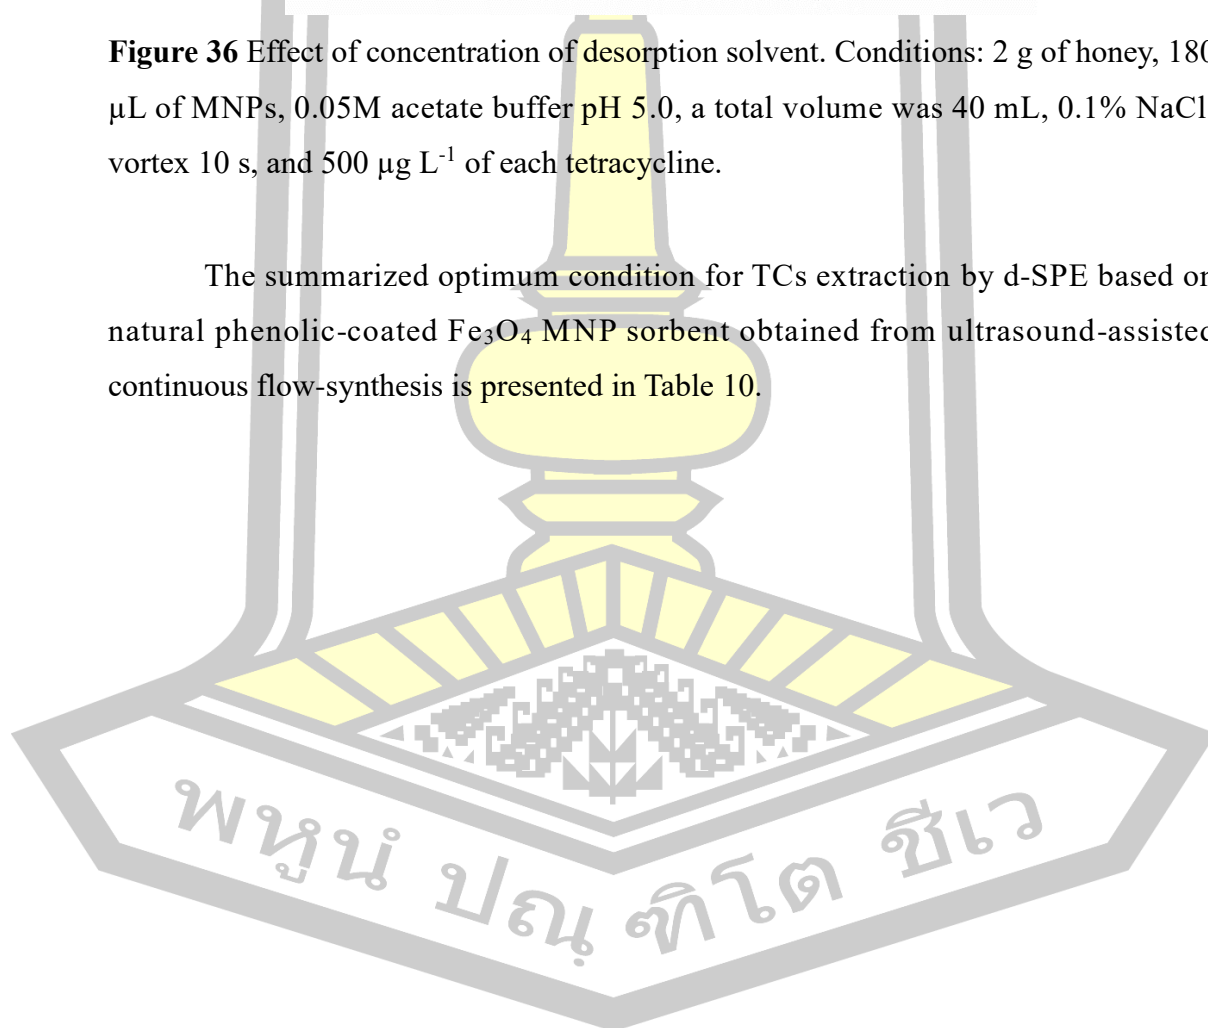 Figure 36 Effect of concentration of desorption solvent. Conditions: 2 g of honey, 180
µL of MNPs, 0.05M acetate buffer pH 5.0, a total volume was 40 mL, 0.1% NaCl
vortex 10 s, and 500 µg L⁻¹ of each tetracycline.
The summarized optimum condition for TCs extraction by d-SPE based on
natural phenolic-coated Fe₃O₄ MNP sorbent obtained from ultrasound-assisted
continuous flow-synthesis is presented in Table 10.
พหูนํ ปณฺฑิโต ชีเว